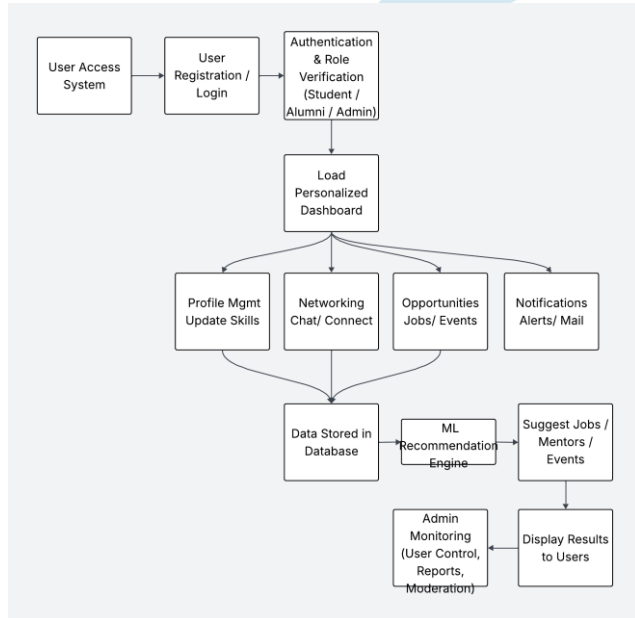 User Access
System
User
Registration /
Login
Authentication
& Role
Verification
(Student /
Alumni / Admin)
Load
Personalized
Dashboard
Profile Mgmt
Update Skills
Networking
Chat/ Connect
Opportunities
Jobs/ Events
Notifications
Alerts/ Mail
Data Stored in
Database
ML
Recommendation
Engine
Suggest Jobs /
Mentors /
Events
Admin
Monitoring
(User Control,
Reports,
Moderation)
Display Results
to Users